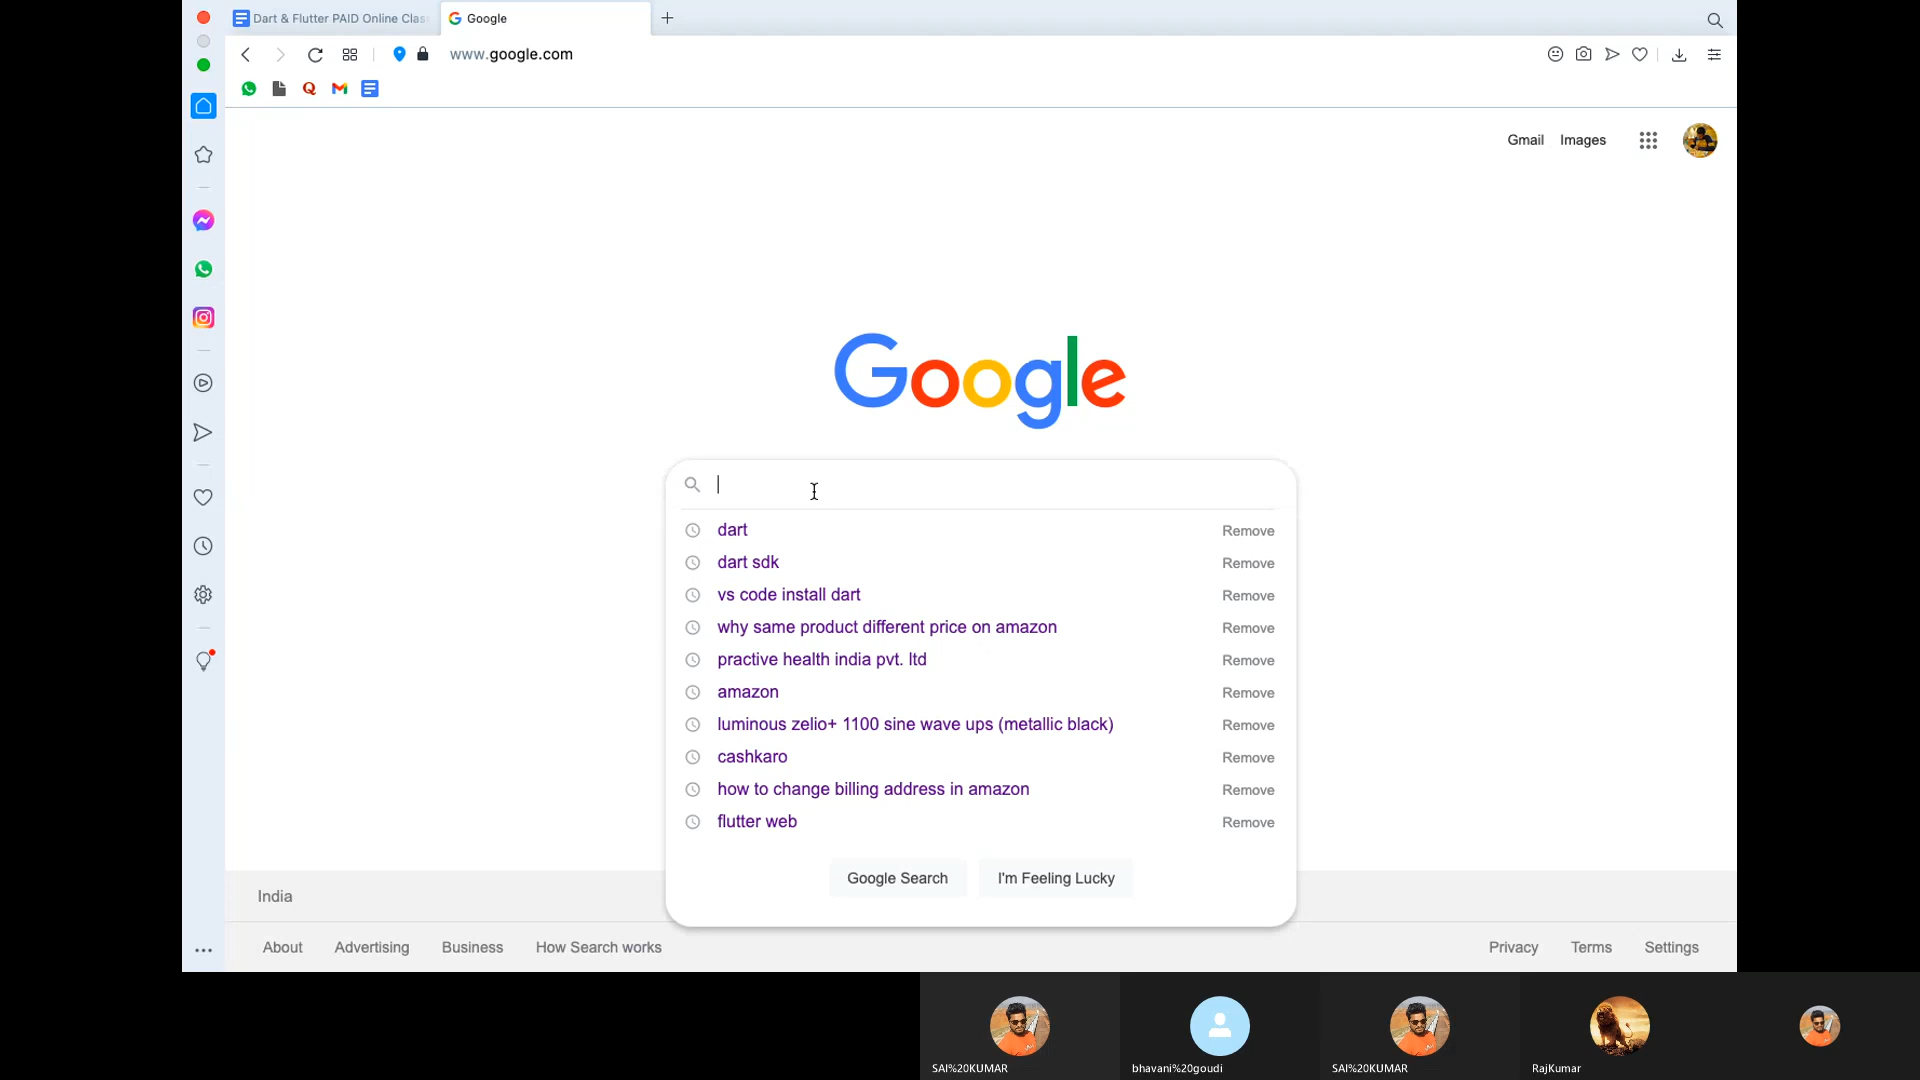 Dart & Flutter PAID Online Clas
Google
www.google.com
Gmail Images
Google
dart Remove
dart sdk Remove
vs code install dart Remove
why same product different price on amazon Remove
practive health india pvt. ltd Remove
amazon Remove
luminous zelio+ 1100 sine wave ups (metallic black) Remove
cashkaro Remove
how to change billing address in amazon Remove
flutter web Remove
Google Search I'm Feeling Lucky
India
About Advertising Business How Search works Privacy Terms Settings
SAI%20KUMAR bhavani%20goudi SAI%20KUMAR RajKumar